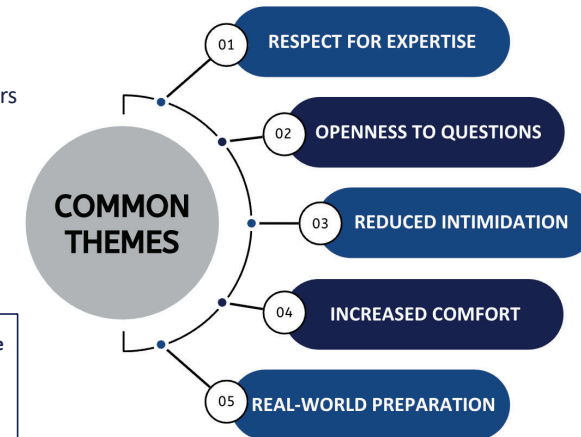 rs
COMMON
THEMES
e
01
RESPECT FOR EXPERTISE
02
OPENNESS TO QUESTIONS
03
REDUCED INTIMIDATION
04
INCREASED COMFORT
05
REAL-WORLD PREPARATION